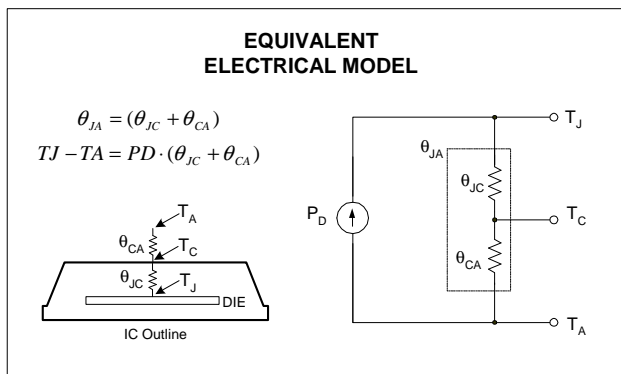 EQUIVALENT
ELECTRICAL MODEL
θJA = (θJC + θCA)
TJ − TA = PD · (θJC + θCA)
TA
θCA
TC
θJC
TJ
DIE
IC Outline
TJ
θJA
θJC
PD
TC
θCA
TA